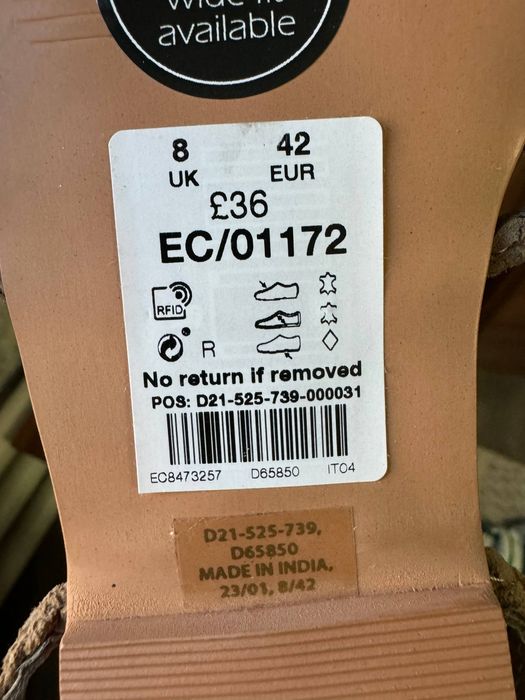 available
8 42
UK EUR
£36
EC/01172
RFID
R
No return if removed
POS: D21-525-739-000031
EC8473257 D65850 IT04
D21-525-739,
D65850
MADE IN INDIA,
23/01, 8/42